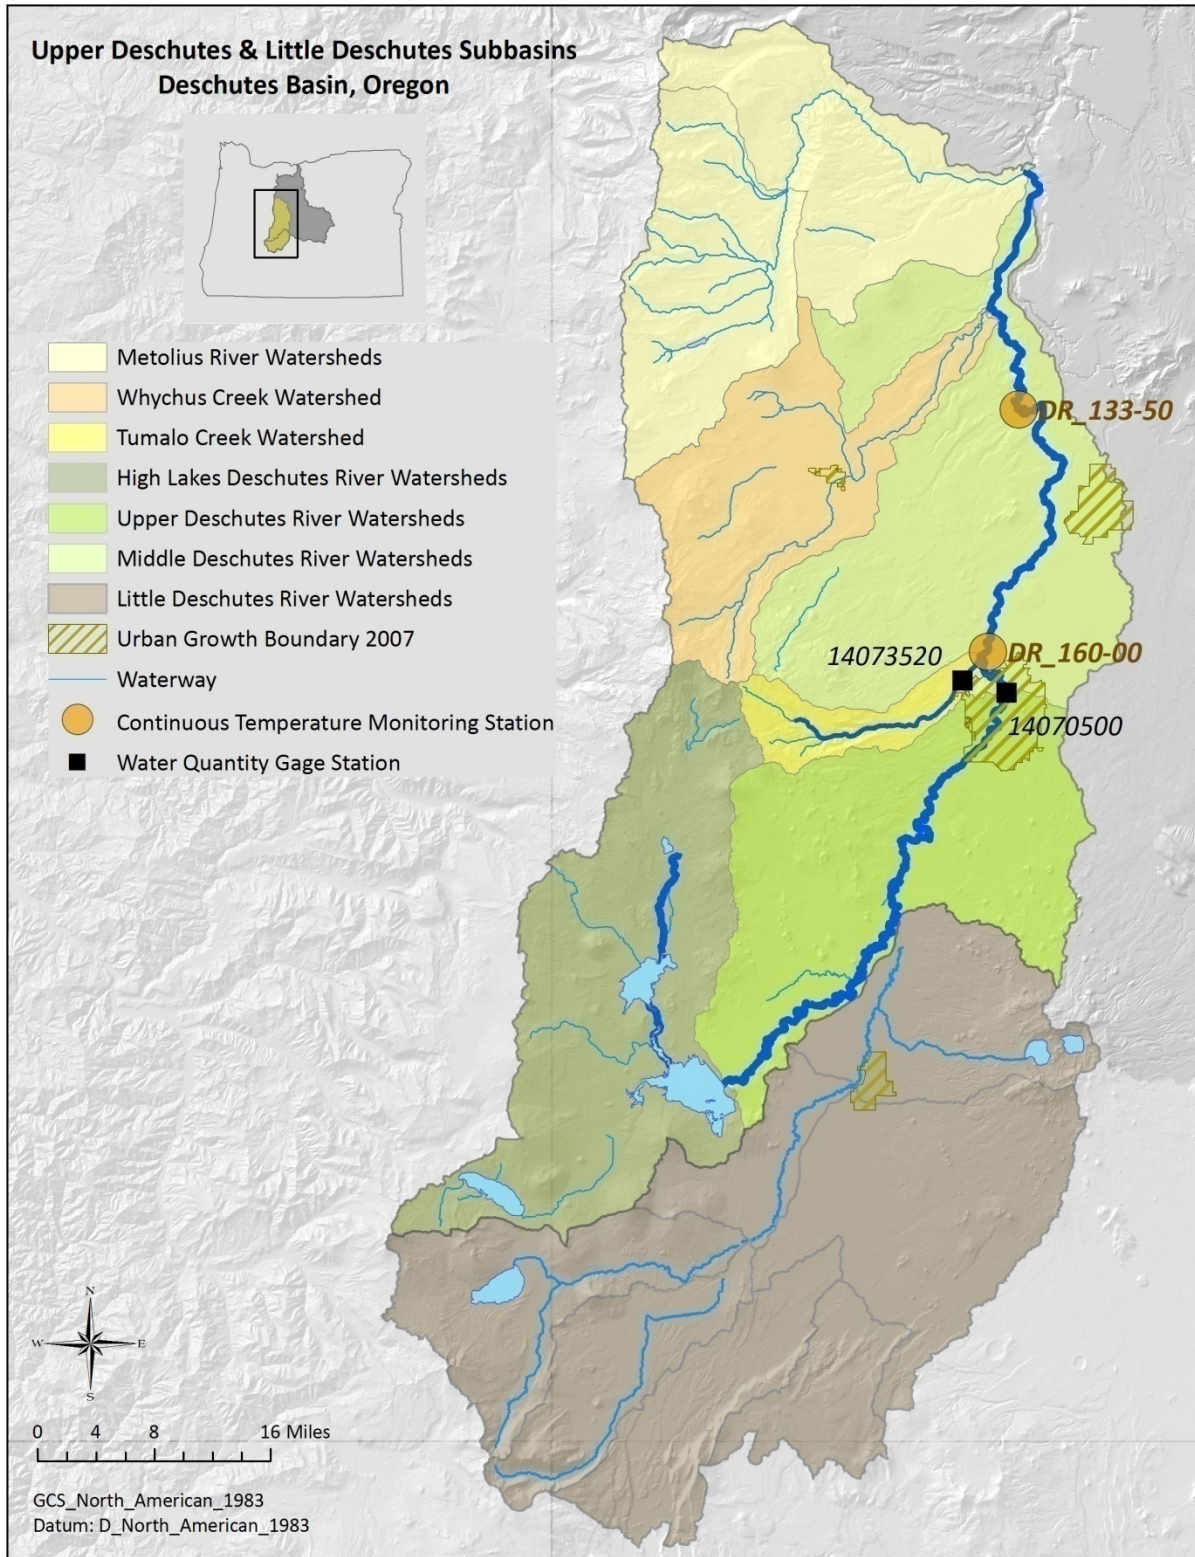 Upper Deschutes & Little Deschutes Subbasins
Deschutes Basin, Oregon
Metolius River Watersheds
Whychus Creek Watershed
Tumalo Creek Watershed
High Lakes Deschutes River Watersheds
Upper Deschutes River Watersheds
Middle Deschutes River Watersheds
Little Deschutes River Watersheds
Urban Growth Boundary 2007
Waterway
Continuous Temperature Monitoring Station
Water Quantity Gage Station
DR_133-50
DR_160-00
14073520
14070500
N
W E
S
0 4 8 16 Miles
GCS_North_American_1983
Datum: D_North_American_1983